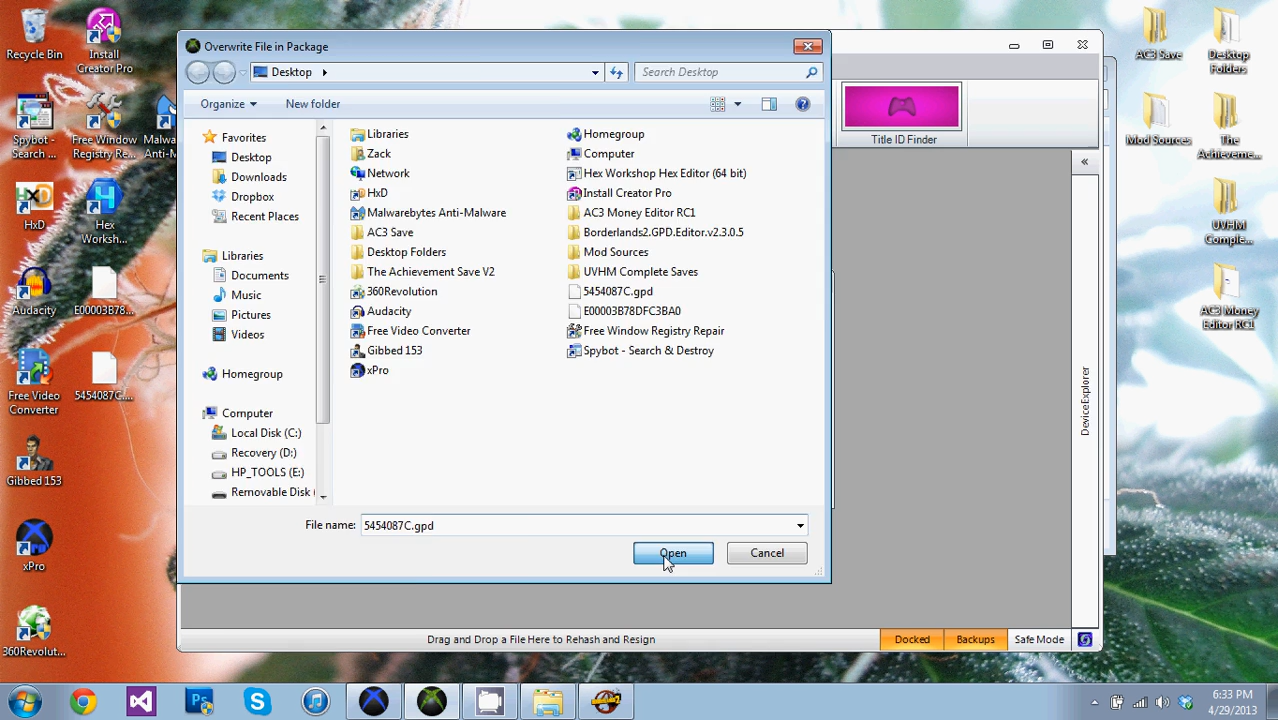 Recycle Bin
Install
Creator Pro
Spybot -
Search ...
Free Window
Registry Re...
Malwa
Anti-M
HxD
Hex
Worksh...
Audacity
E00003B78...
Free Video
Converter
5454087C....
Gibbed 153
xPro
360Revolut...
Overwrite File in Package
Desktop
Search Desktop
Organize
New folder
Favorites
Desktop
Downloads
Dropbox
Recent Places
Libraries
Documents
Music
Pictures
Videos
Homegroup
Computer
Local Disk (C:)
Recovery (D:)
HP_TOOLS (E:)
Removable Disk
Libraries
Zack
Network
HxD
Malwarebytes Anti-Malware
AC3 Save
Desktop Folders
The Achievement Save V2
360Revolution
Audacity
Free Video Converter
Gibbed 153
xPro
Homegroup
Computer
Hex Workshop Hex Editor (64 bit)
Install Creator Pro
AC3 Money Editor RC1
Borderlands2.GPD.Editor.v2.3.0.5
Mod Sources
UVHM Complete Saves
5454087C.gpd
E00003B78DFC3BA0
Free Window Registry Repair
Spybot - Search & Destroy
File name:
5454087C.gpd
Open
Cancel
Title ID Finder
«
DeviceExplorer
Drag and Drop a File Here to Rehash and Resign
Docked
Backups
Safe Mode
AC3 Save
Desktop
Folders
Mod Sources
The
Achieveme...
UVHM
Comple...
AC3 Money
Editor RC1
6:33 PM
4/29/2013